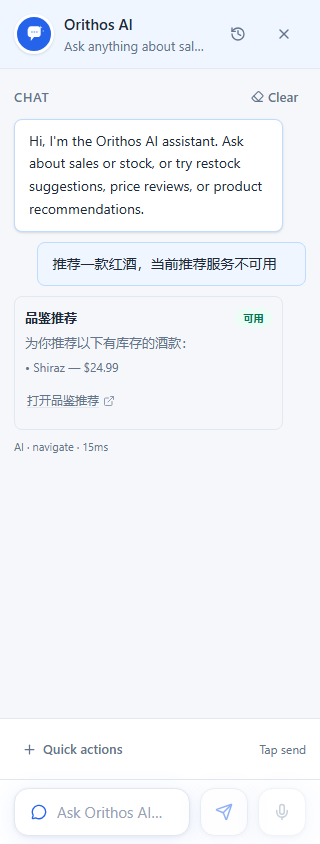 Orithos AI
Ask anything about sal...
CHAT
Clear
Hi, I'm the Orithos AI assistant. Ask
about sales or stock, or try restock
suggestions, price reviews, or product
recommendations.
推荐一款红酒，当前推荐服务不可用
品鉴推荐
可用
为你推荐以下有库存的酒款：
• Shiraz — $24.99
打开品鉴推荐
AI · navigate · 15ms
Quick actions
Tap send
Ask Orithos AI...